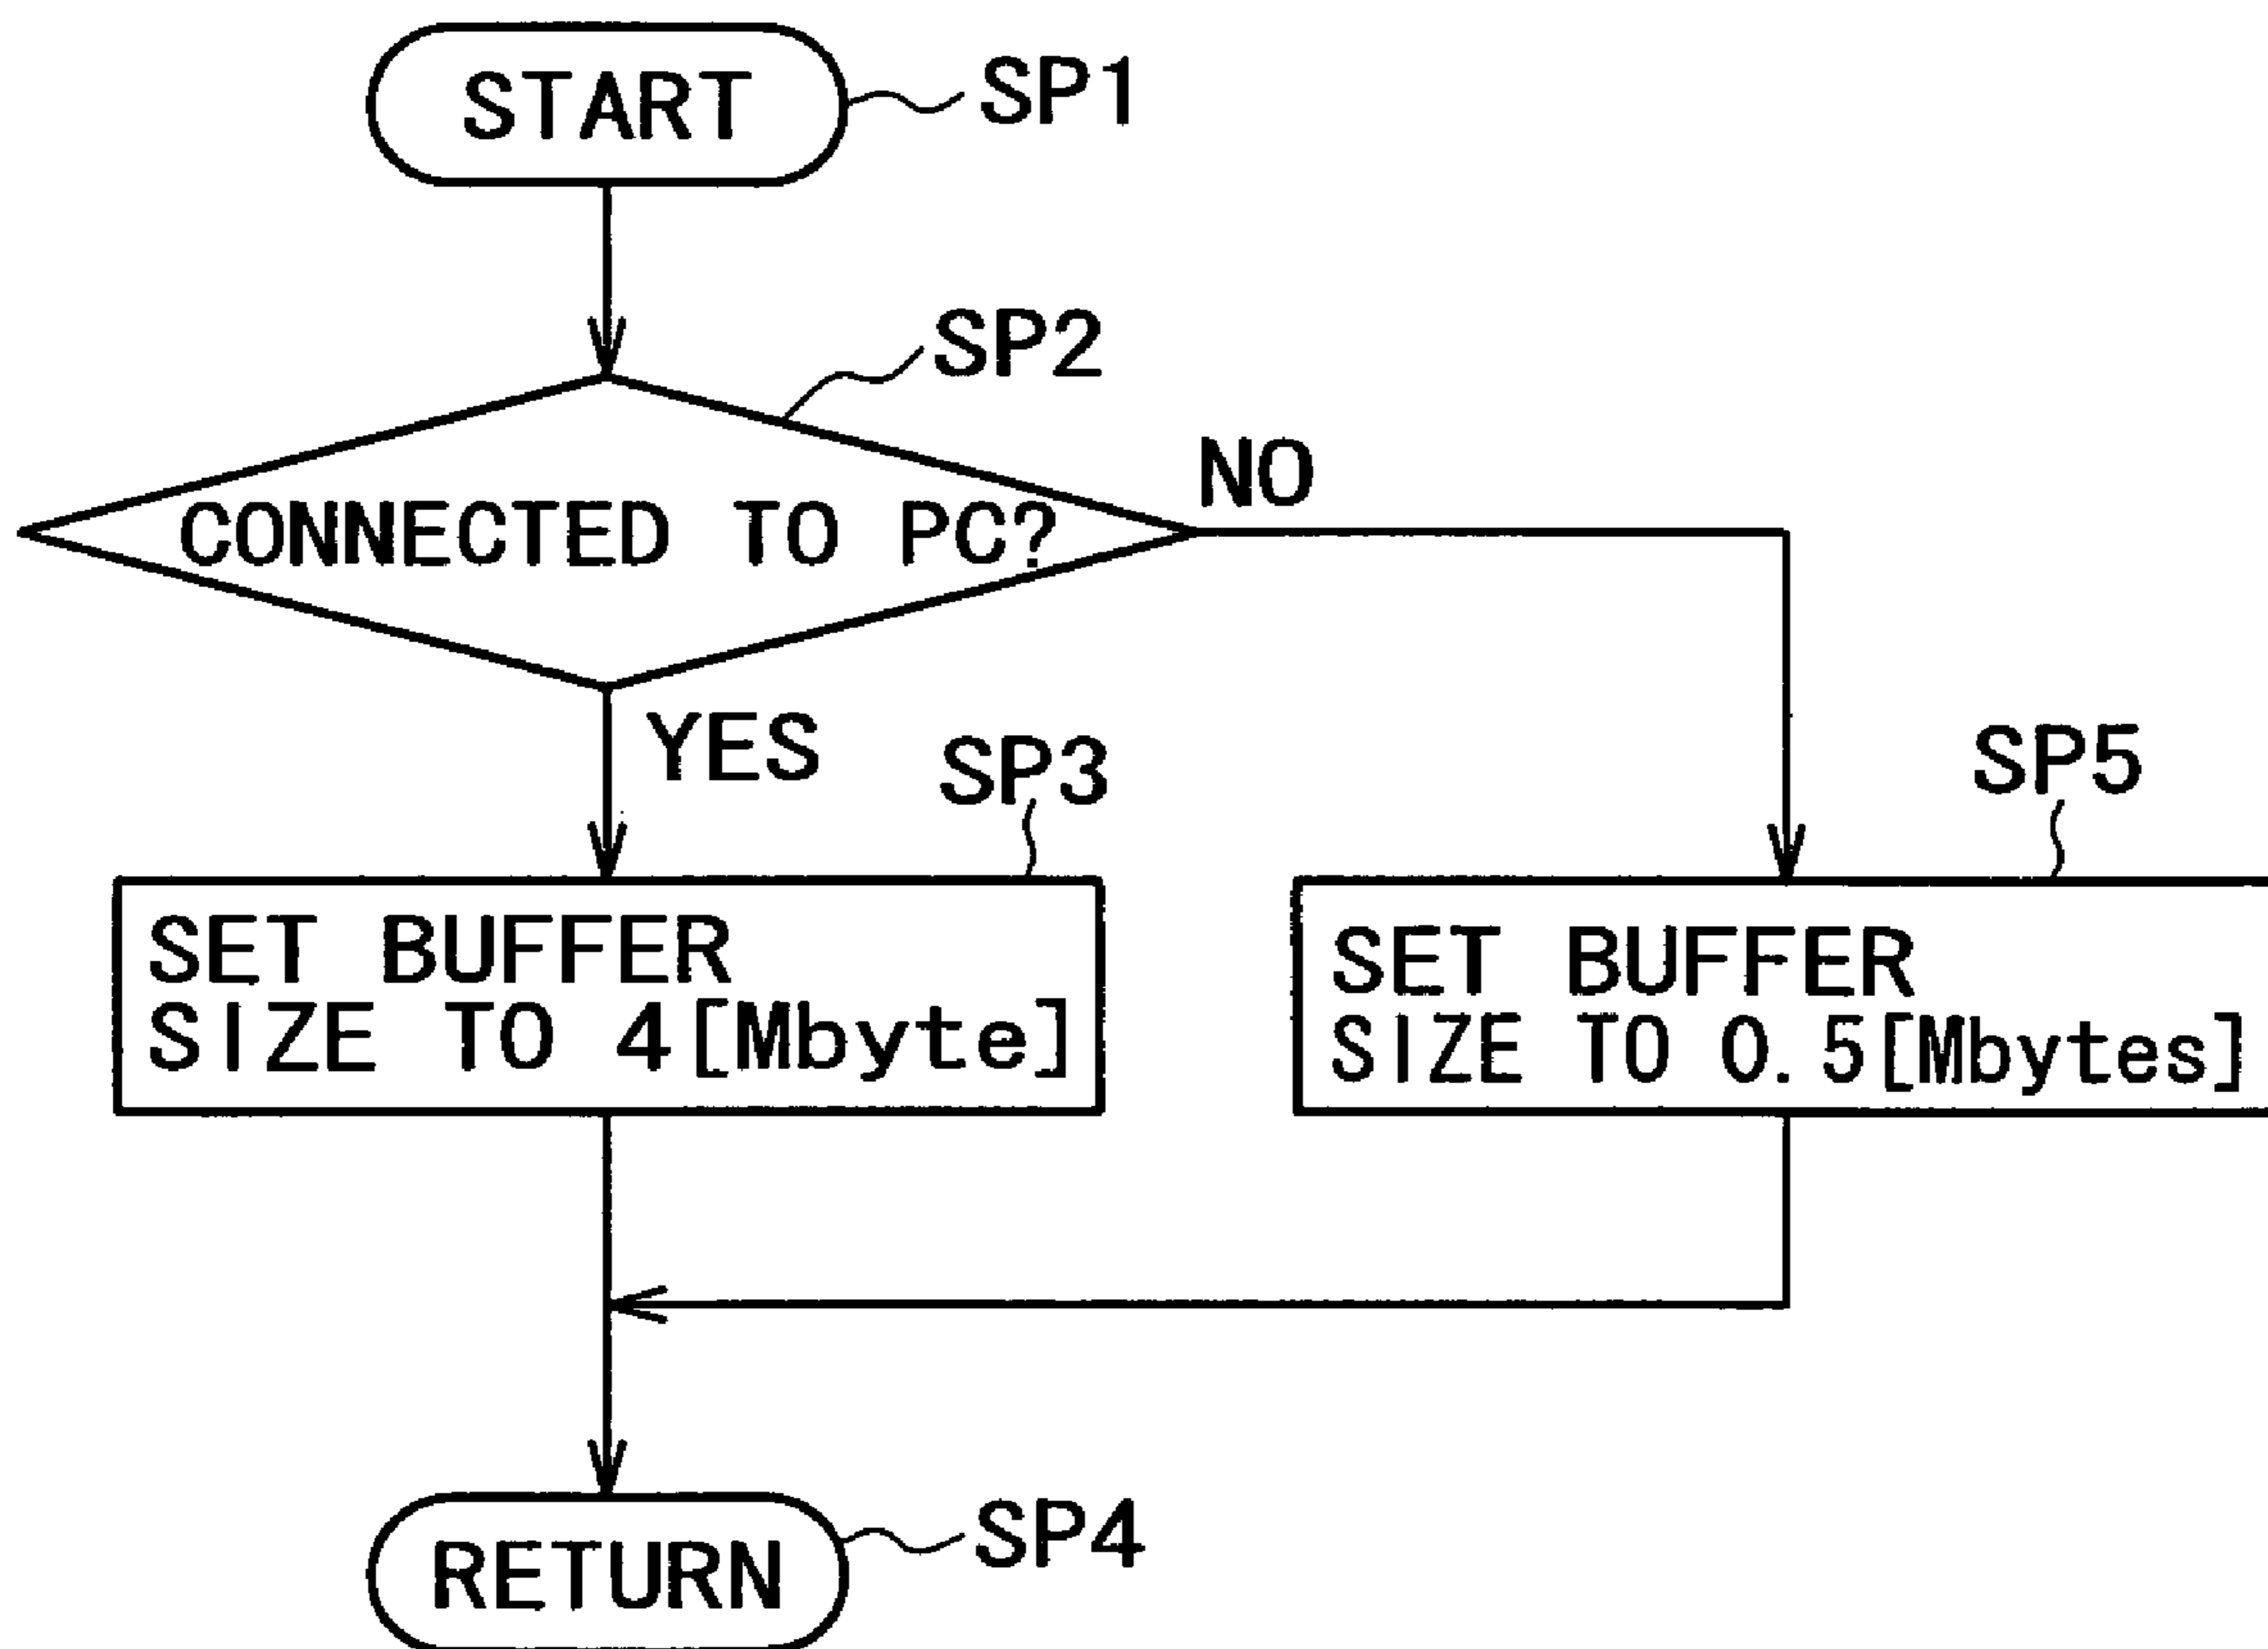 START
SP1
SP2
CONNECTED TO PC?
NO
YES
SP3
SP5
SET BUFFER
SIZE TO 4[Mbyte]
SET BUFFER
SIZE TO 0.5[Mbytes]
RETURN
SP4